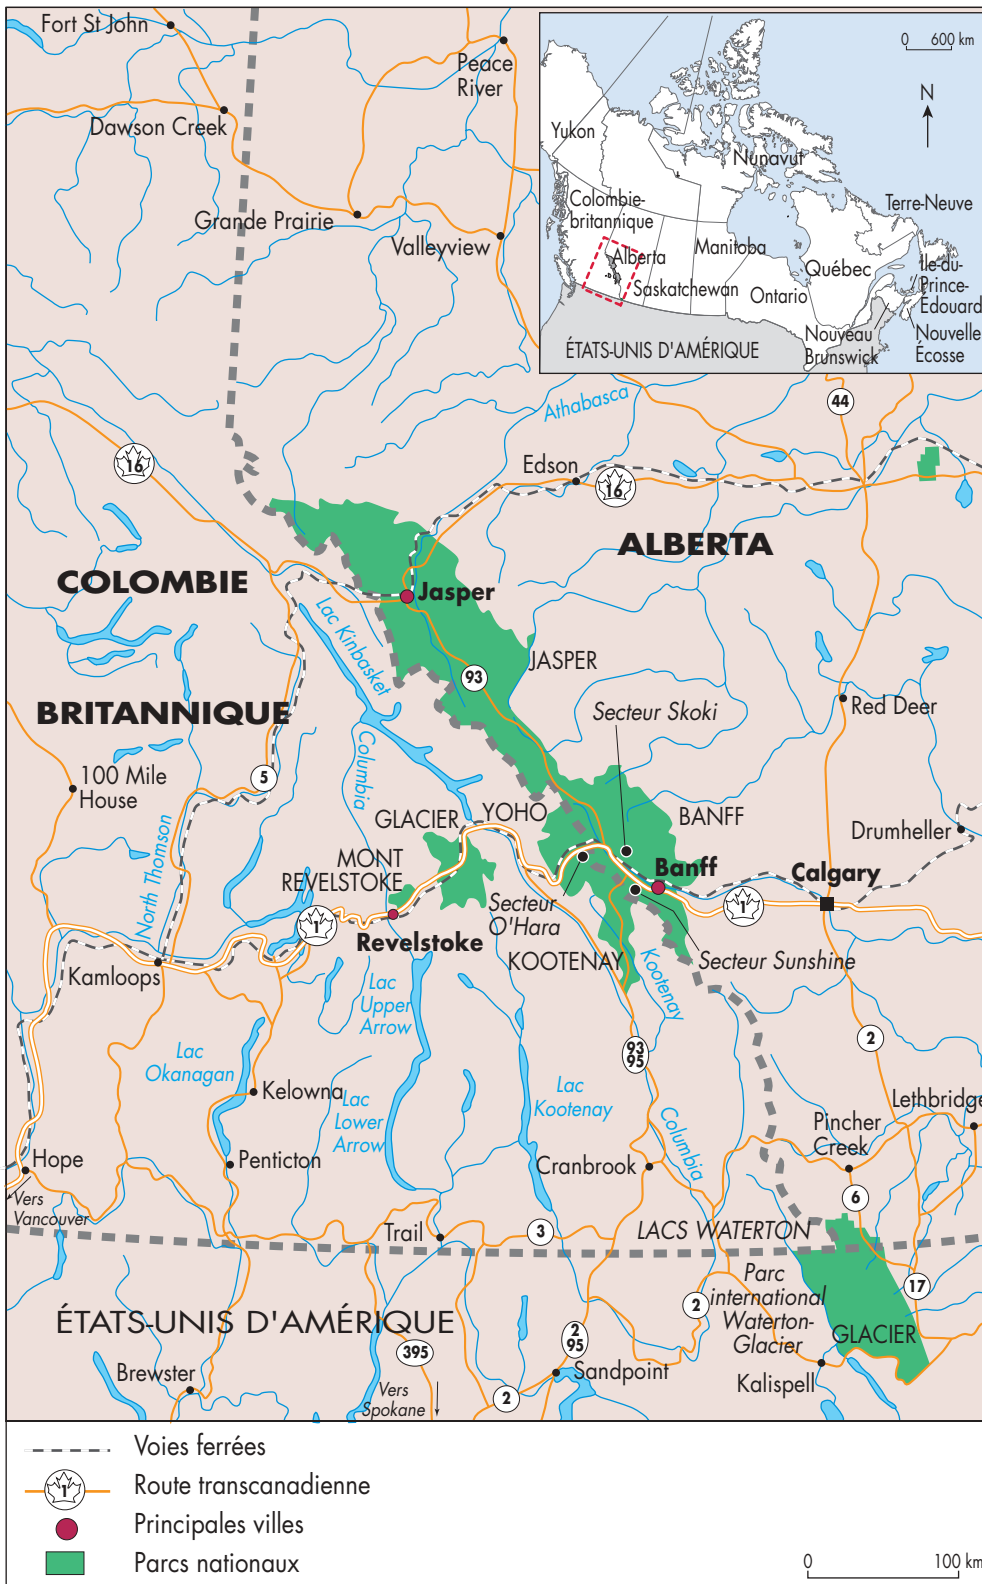 Fort St John
Peace
River
Dawson Creek
Grande Prairie
Valleyview
0 600 km
N
Yukon
Nunavut
Colombie-
britannique
Terre-Neuve
Alberta
Manitoba
Saskatchewan
Québec
Ontario
Île-du-
Prince-
Édouard
Nouveau
Brunswick
Nouvelle
Écosse
ÉTATS-UNIS D'AMÉRIQUE
Athabasca
44
16
Edson
16
ALBERTA
COLOMBIE
Jasper
Lac Kinbasket
JASPER
93
BRITANNIQUE
Secteur Skoki
Red Deer
100 Mile
House
5
Columbia
GLACIER
YOHO
BANFF
Drumheller
North Thomson
MONT
REVELSTOKE
Banff
Calgary
1
Secteur
O'Hara
1
Revelstoke
KOOTENAY
Kootenay
Secteur Sunshine
Kamloops
Lac
Upper
Arrow
Lac
Okanagan
93
95
2
Kelowna
Lac
Lower
Arrow
Lac
Kootenay
Columbia
Lethbridge
Pincher
Creek
Hope
Penticton
Cranbrook
Vers
Vancouver
6
Trail
3
LACS WATERTON
Parc
international
Waterton-
Glacier
17
2
ÉTATS-UNIS D'AMÉRIQUE
GLACIER
395
2
95
Brewster
Vers
Spokane
2
Sandpoint
Kalispell
Voies ferrées
1
Route transcanadienne
Principales villes
Parcs nationaux
0 100 km